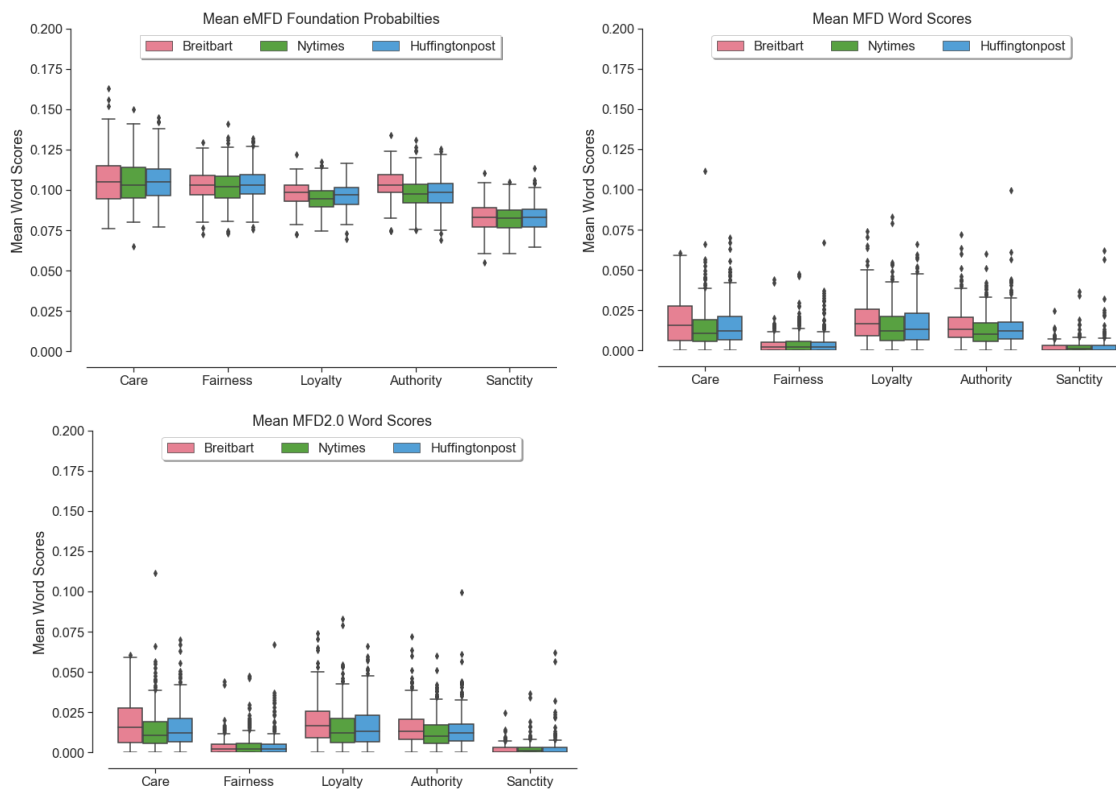 Mean eMFD Foundation Probabilties
Breitbart Nytimes Huffingtonpost
Mean Word Scores
0.200
0.175
0.150
0.125
0.100
0.075
0.050
0.025
0.000
Care Fairness Loyalty Authority Sanctity
Mean MFD Word Scores
Breitbart Nytimes Huffingtonpost
Mean Word Scores
0.200
0.175
0.150
0.125
0.100
0.075
0.050
0.025
0.000
Care Fairness Loyalty Authority Sanctity
Mean MFD2.0 Word Scores
Breitbart Nytimes Huffingtonpost
Mean Word Scores
0.200
0.175
0.150
0.125
0.100
0.075
0.050
0.025
0.000
Care Fairness Loyalty Authority Sanctity